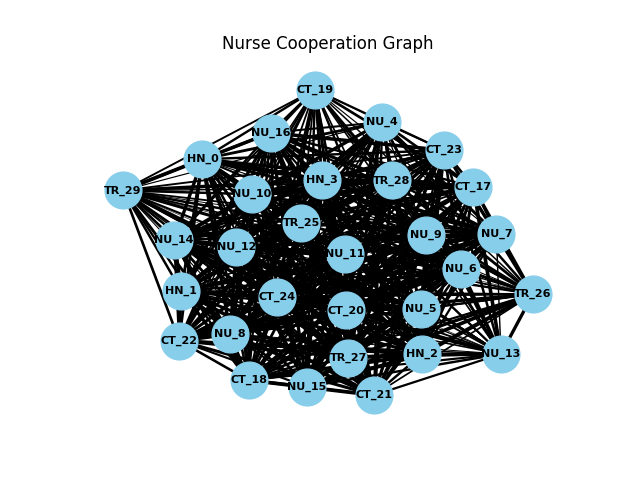 Nurse Cooperation Graph
CT_19
NU_4
NU_16
CT_23
HN_0
HN_3
TR_28
CT_17
TR_29
NU_10
TR_25
NU_7
NU_9
NU_14
NU_12
NU_11
NU_6
HN_1
TR_26
CT_24
NU_5
CT_20
NU_8
CT_22
HN_2
NU_13
TR_27
CT_18
NU_15
CT_21